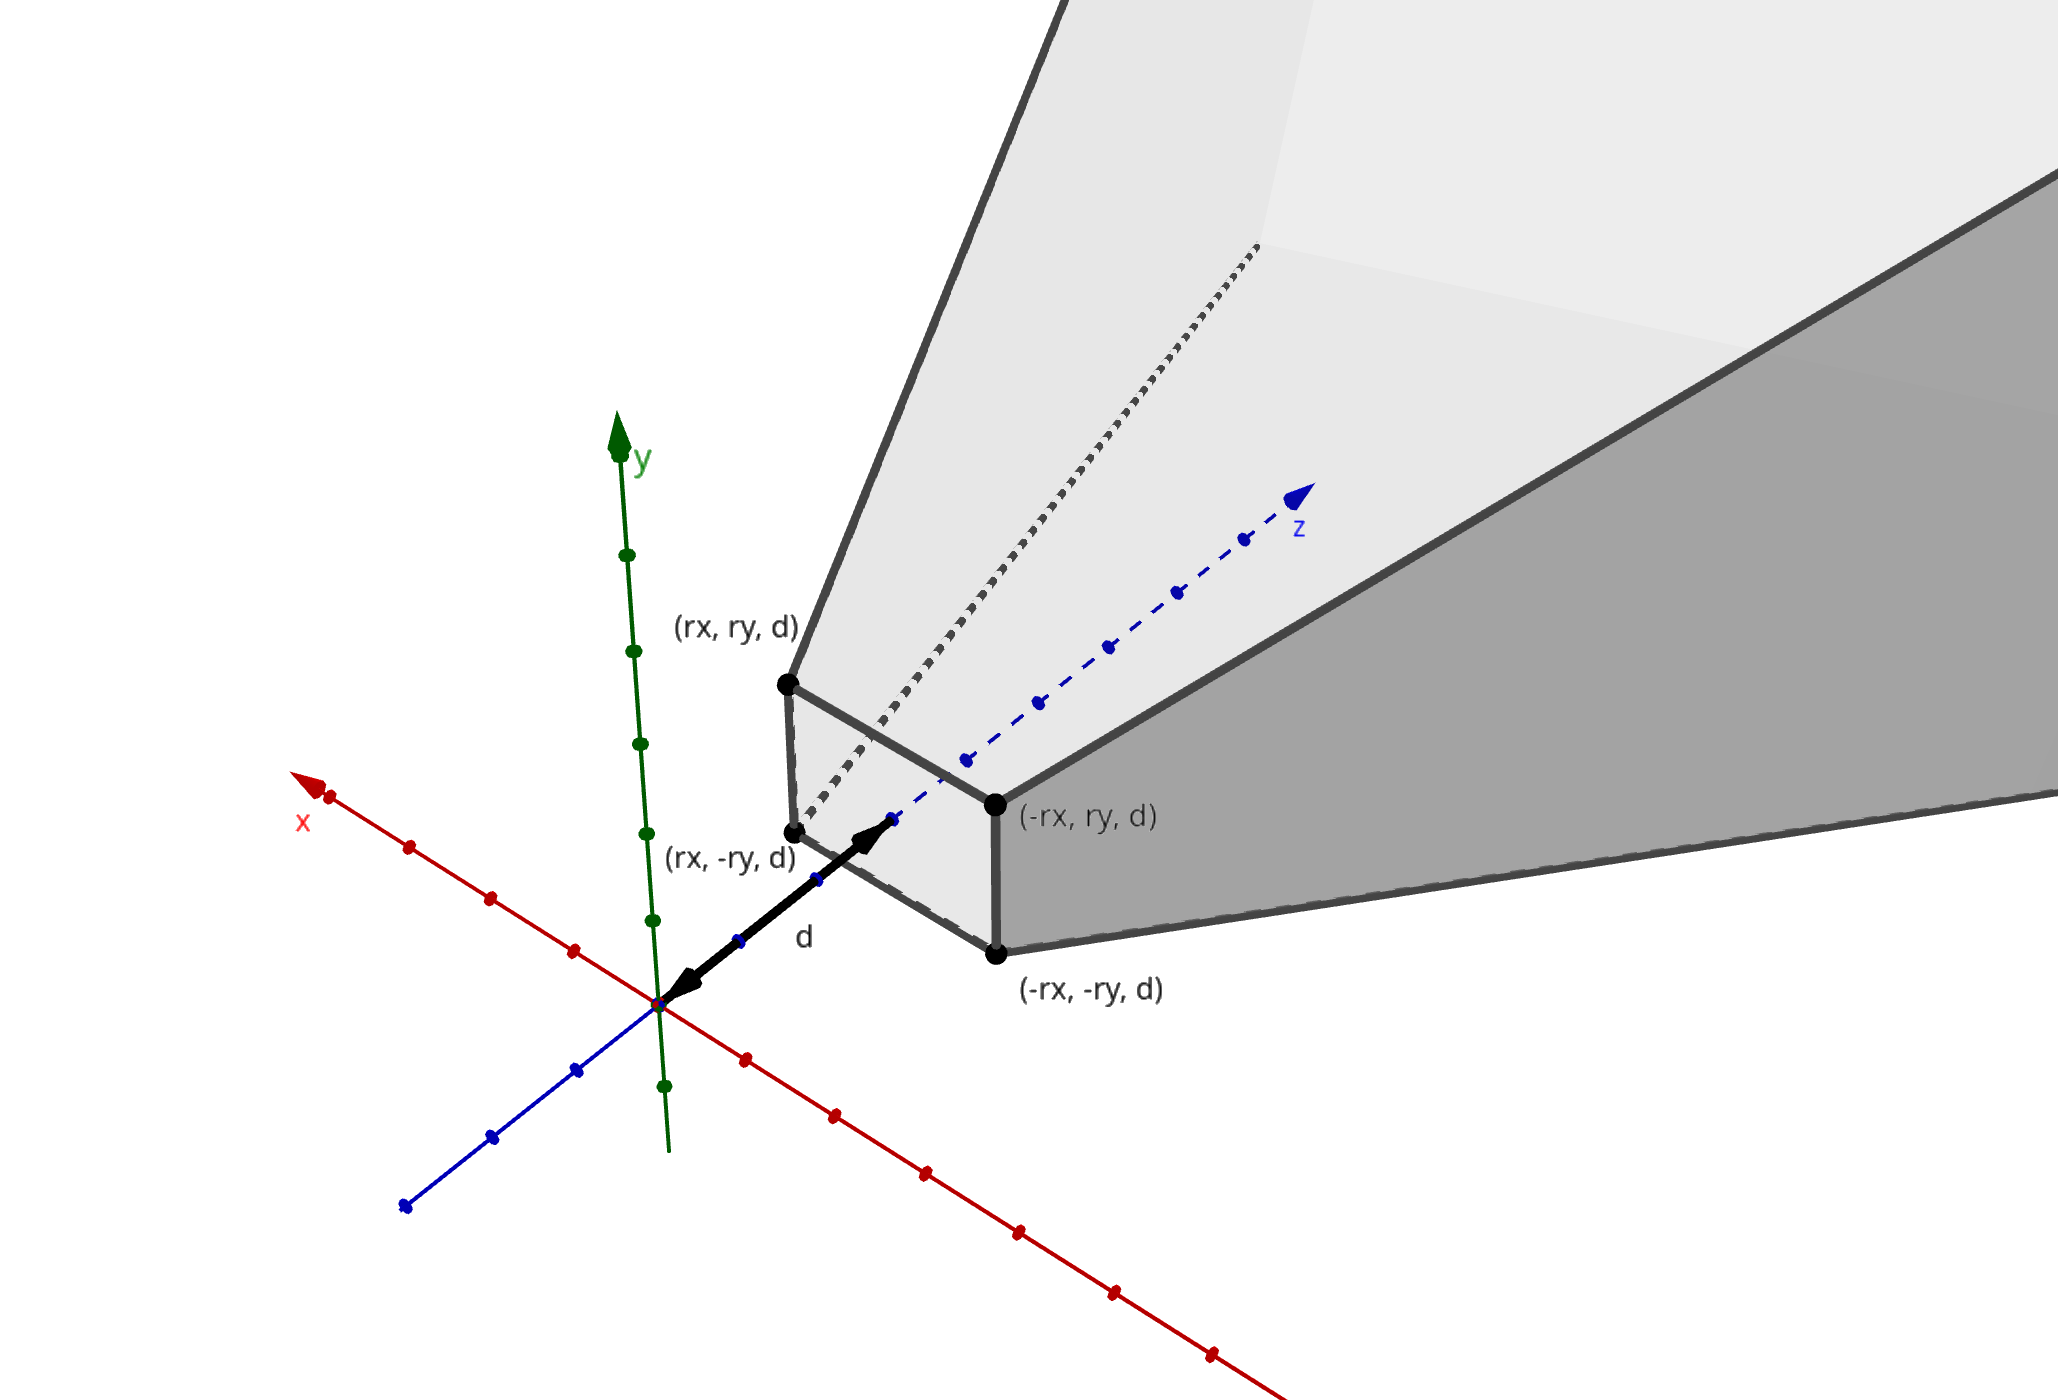 y
z
(rx, ry, d)
x
(-rx, ry, d)
(rx, -ry, d)
d
(-rx, -ry, d)